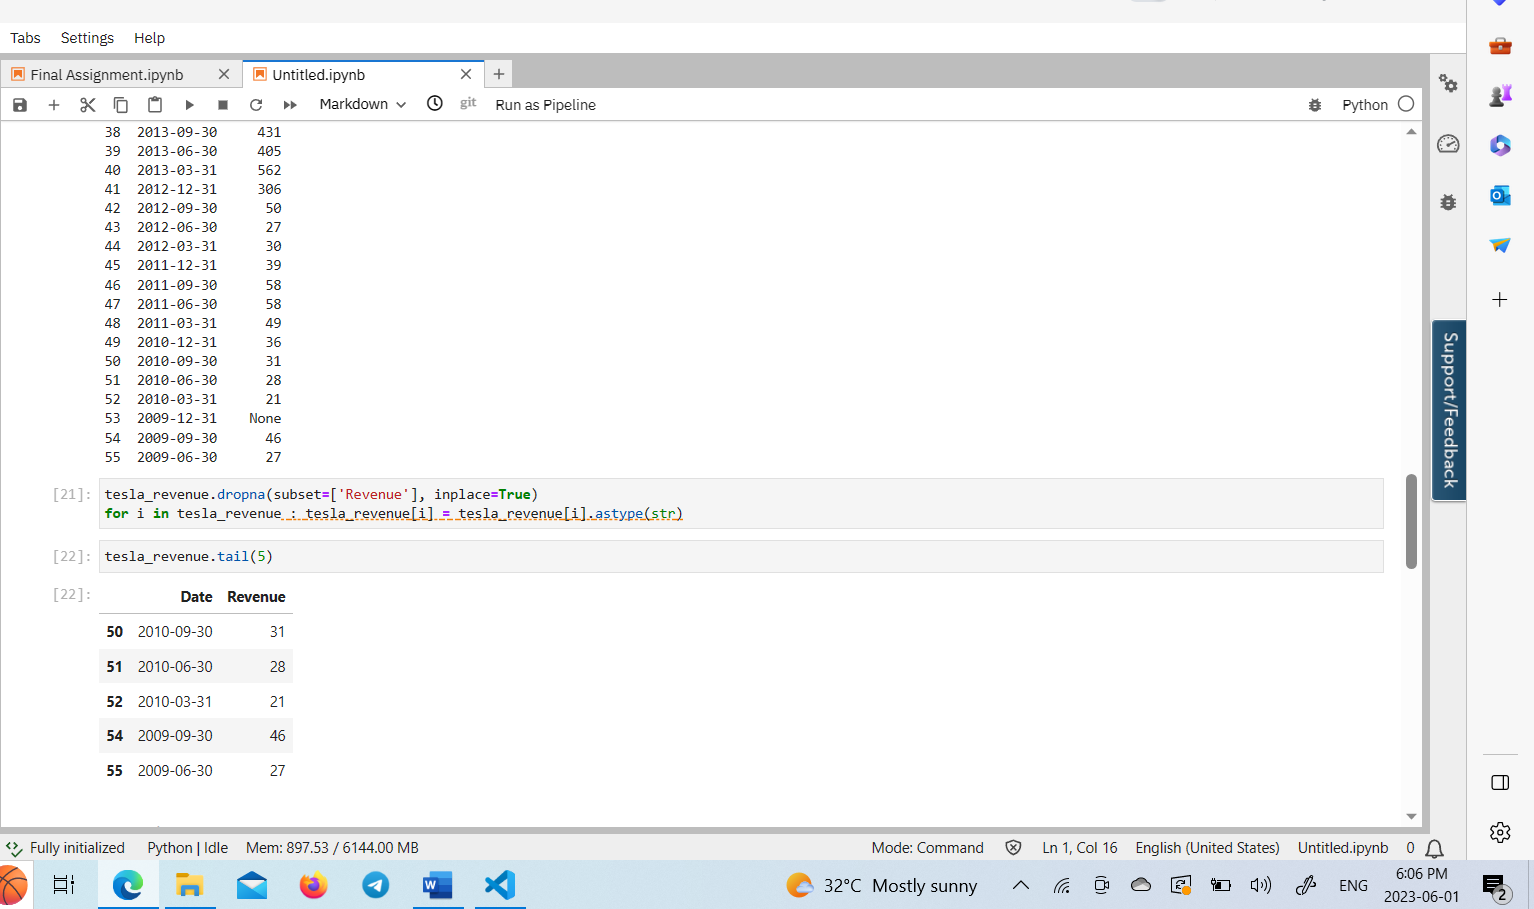 Tabs Settings Help
Final Assignment.ipynb Untitled.ipynb
Markdown git Run as Pipeline Python
38 2013-09-30 431
39 2013-06-30 405
40 2013-03-31 562
41 2012-12-31 306
42 2012-09-30 50
43 2012-06-30 27
44 2012-03-31 30
45 2011-12-31 39
46 2011-09-30 58
47 2011-06-30 58
48 2011-03-31 49
49 2010-12-31 36
50 2010-09-30 31
51 2010-06-30 28
52 2010-03-31 21
53 2009-12-31 None
54 2009-09-30 46
55 2009-06-30 27
[21]: tesla_revenue.dropna(subset=['Revenue'], inplace=True)
for i in tesla_revenue : tesla_revenue[i] = tesla_revenue[i].astype(str)
[22]: tesla_revenue.tail(5)
[22]: Date Revenue
50 2010-09-30 31
51 2010-06-30 28
52 2010-03-31 21
54 2009-09-30 46
55 2009-06-30 27
Support/Feedback
Fully initialized Python | Idle Mem: 897.53 / 6144.00 MB Mode: Command Ln 1, Col 16 English (United States) Untitled.ipynb 0
32°C Mostly sunny ENG 6:06 PM
2023-06-01 2